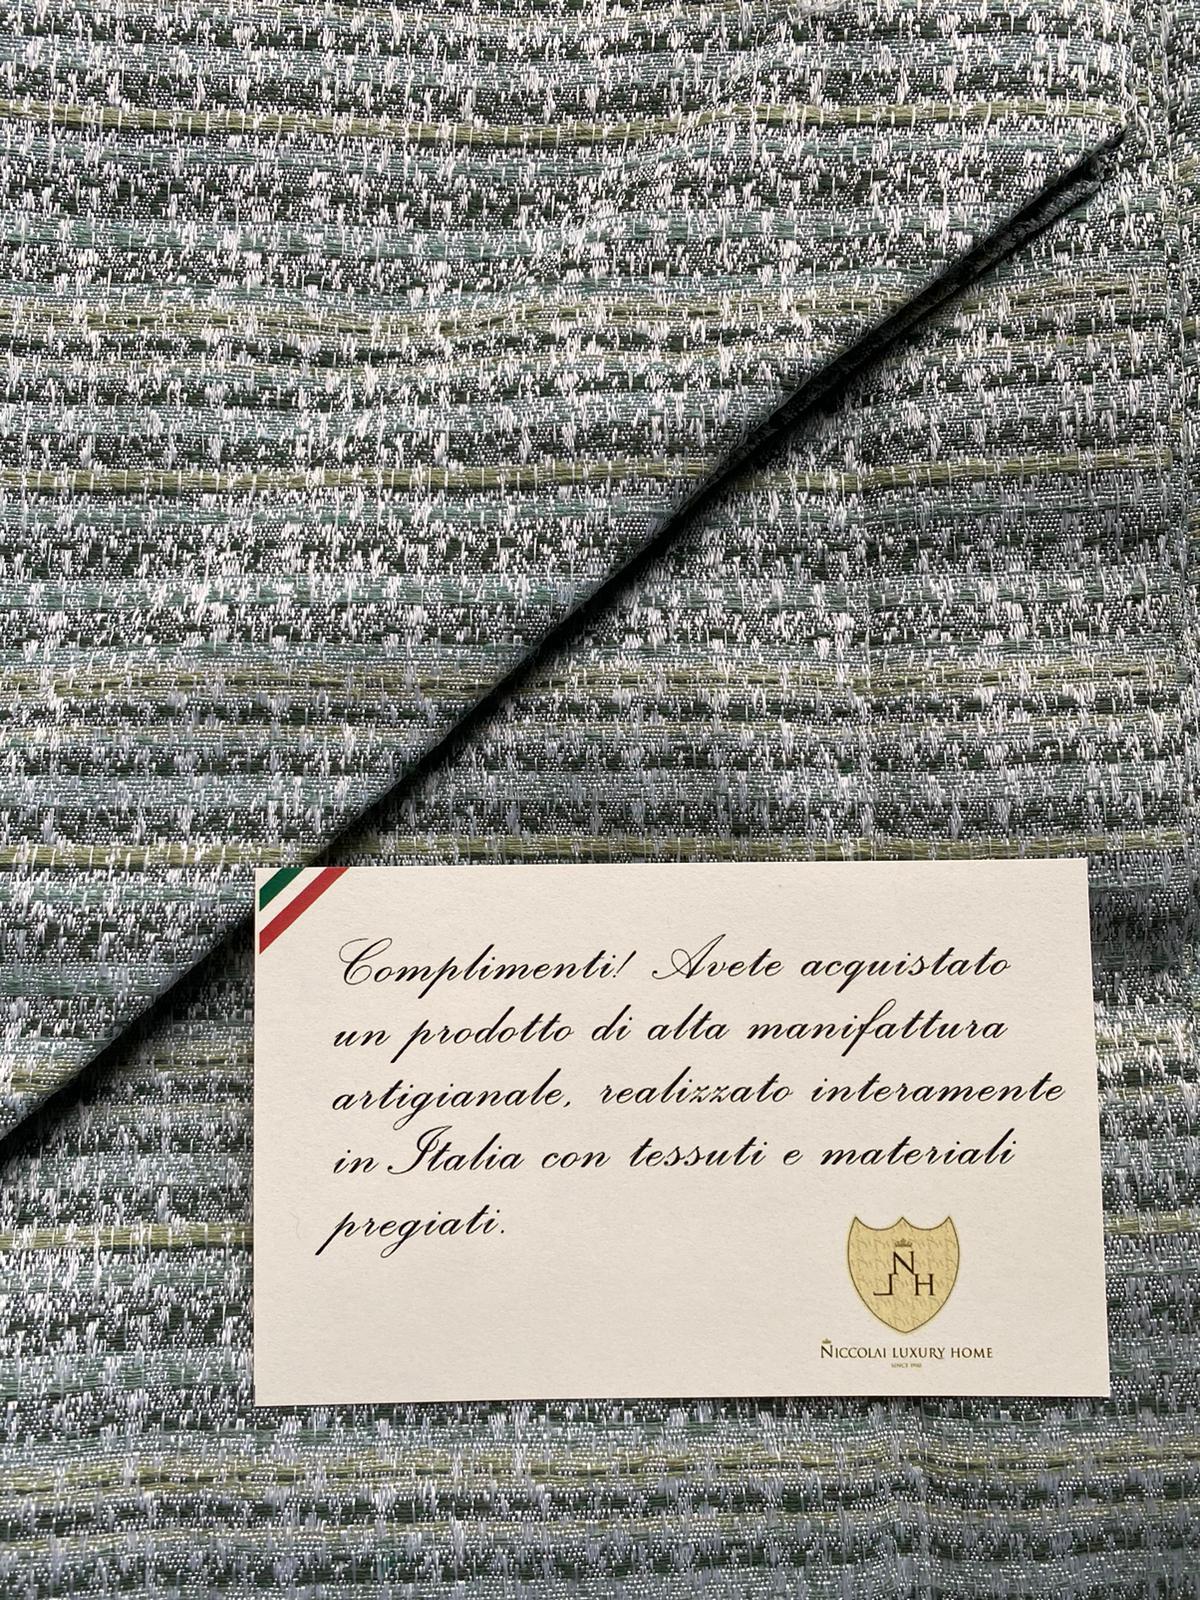 Complimenti! Avete acquistato
un prodotto di alta manifattura
artigianale, realizzato interamente
in Italia con tessuti e materiali
pregiati.
N
L H
NICCOLAI LUXURY HOME
SINCE